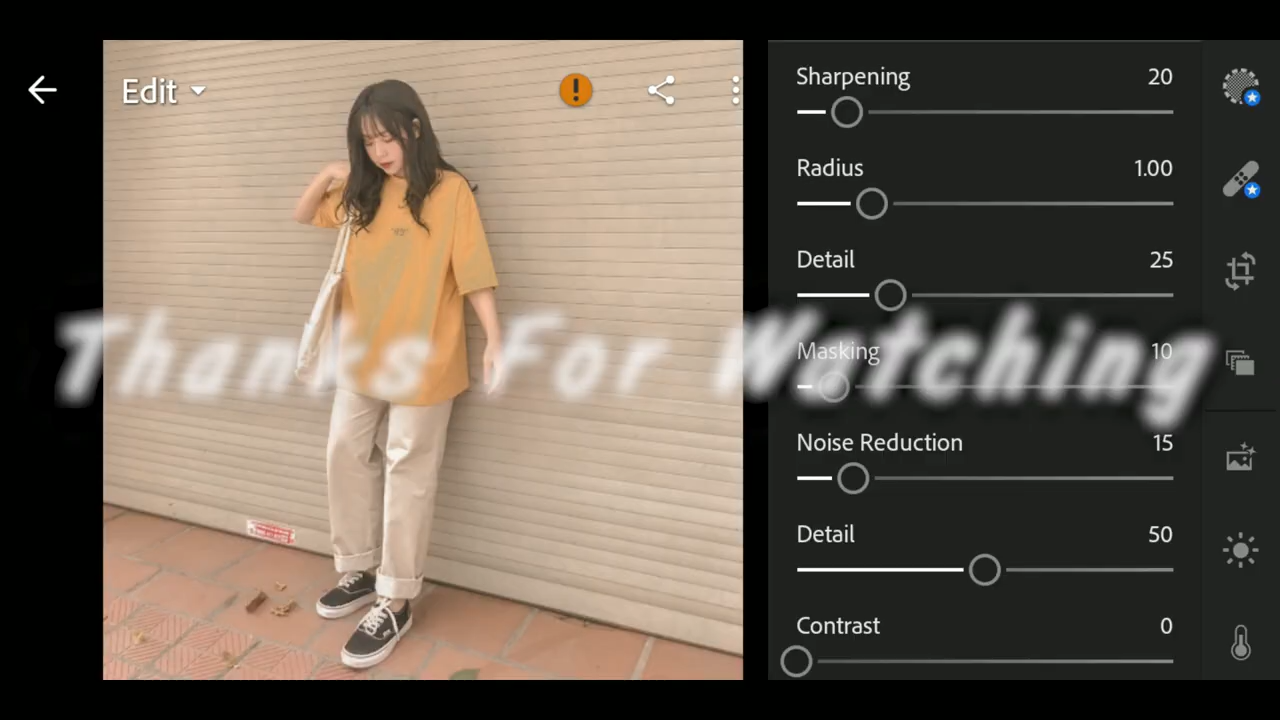 Edit
Sharpening 20
Radius 1.00
Detail 25
Thanks For Watching
Masking 10
Noise Reduction 15
Detail 50
Contrast 0